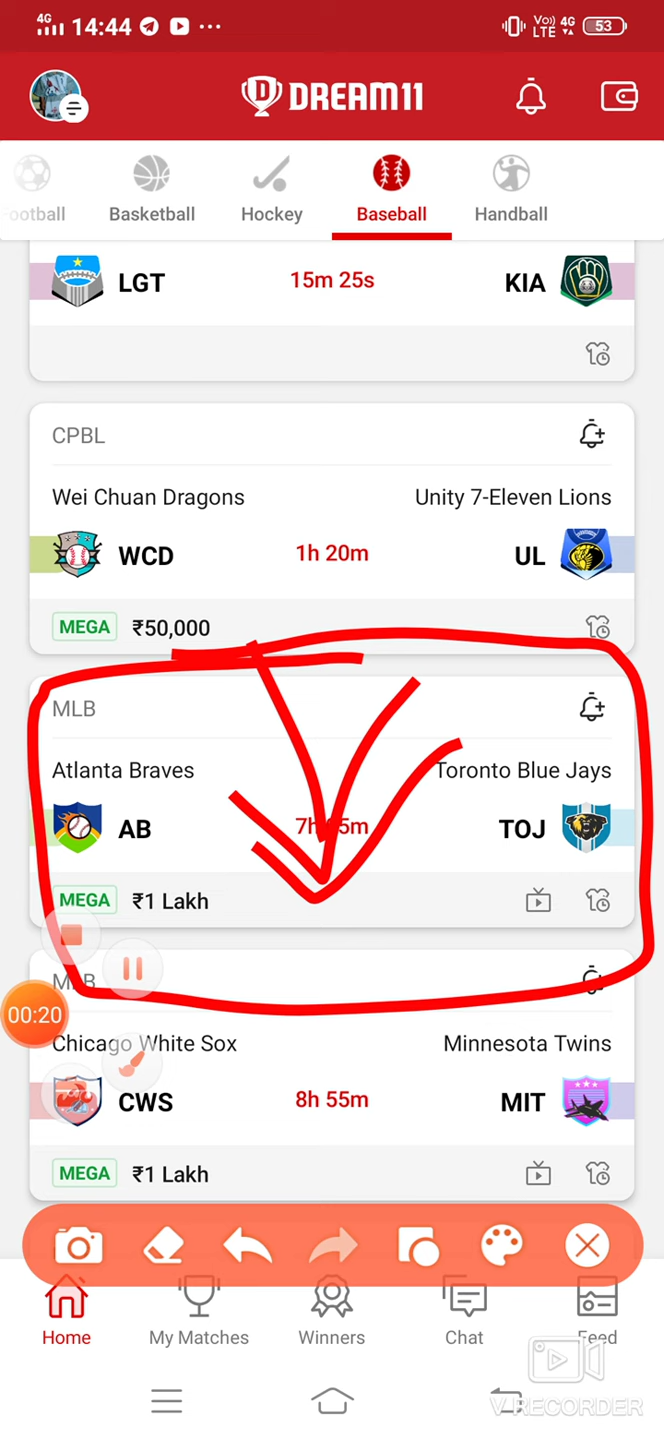 4G 14:44 Vo)) LTE 4G 53
DREAM11
ootball Basketball Hockey Baseball Handball
LGT 15m 25s KIA
CPBL
Wei Chuan Dragons Unity 7-Eleven Lions
WCD 1h 20m UL
MEGA ₹50,000
MLB
Atlanta Braves Toronto Blue Jays
AB TOJ
MEGA ₹1 Lakh
MLB
00:20
Chicago White Sox Minnesota Twins
CWS 8h 55m MIT
MEGA ₹1 Lakh
Home My Matches Winners Chat Feed
V RECORDER